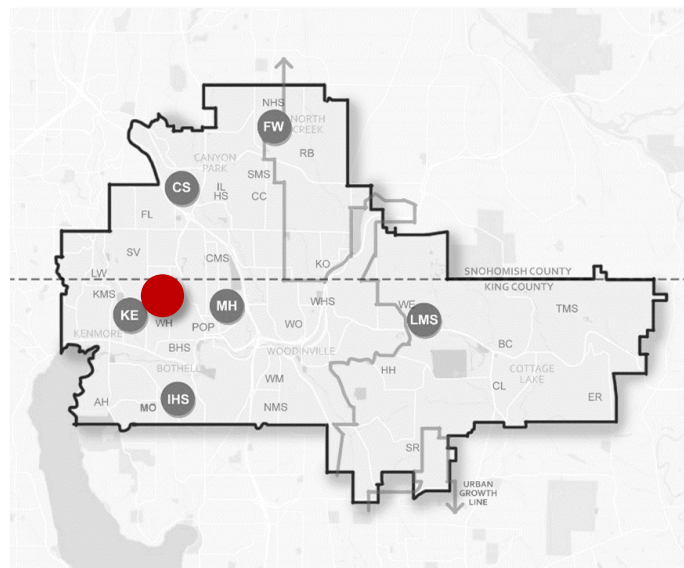 NHS
FW
NORTH
CREEK
RB
CANYON
PARK
SMS
CS
IL
HS
CC
FL
SV
CMS
KO
LW
SNOHOMISH COUNTY
KING COUNTY
KMS
KE
WH
MH
WHS
WE
LMS
TMS
KENMORE
POP
WO
BHS
WOODINVILLE
BC
BOTHELL
HH
COTTAGE
LAKE
WM
CL
AH
MO
IHS
NMS
ER
SR
URBAN
GROWTH
LINE